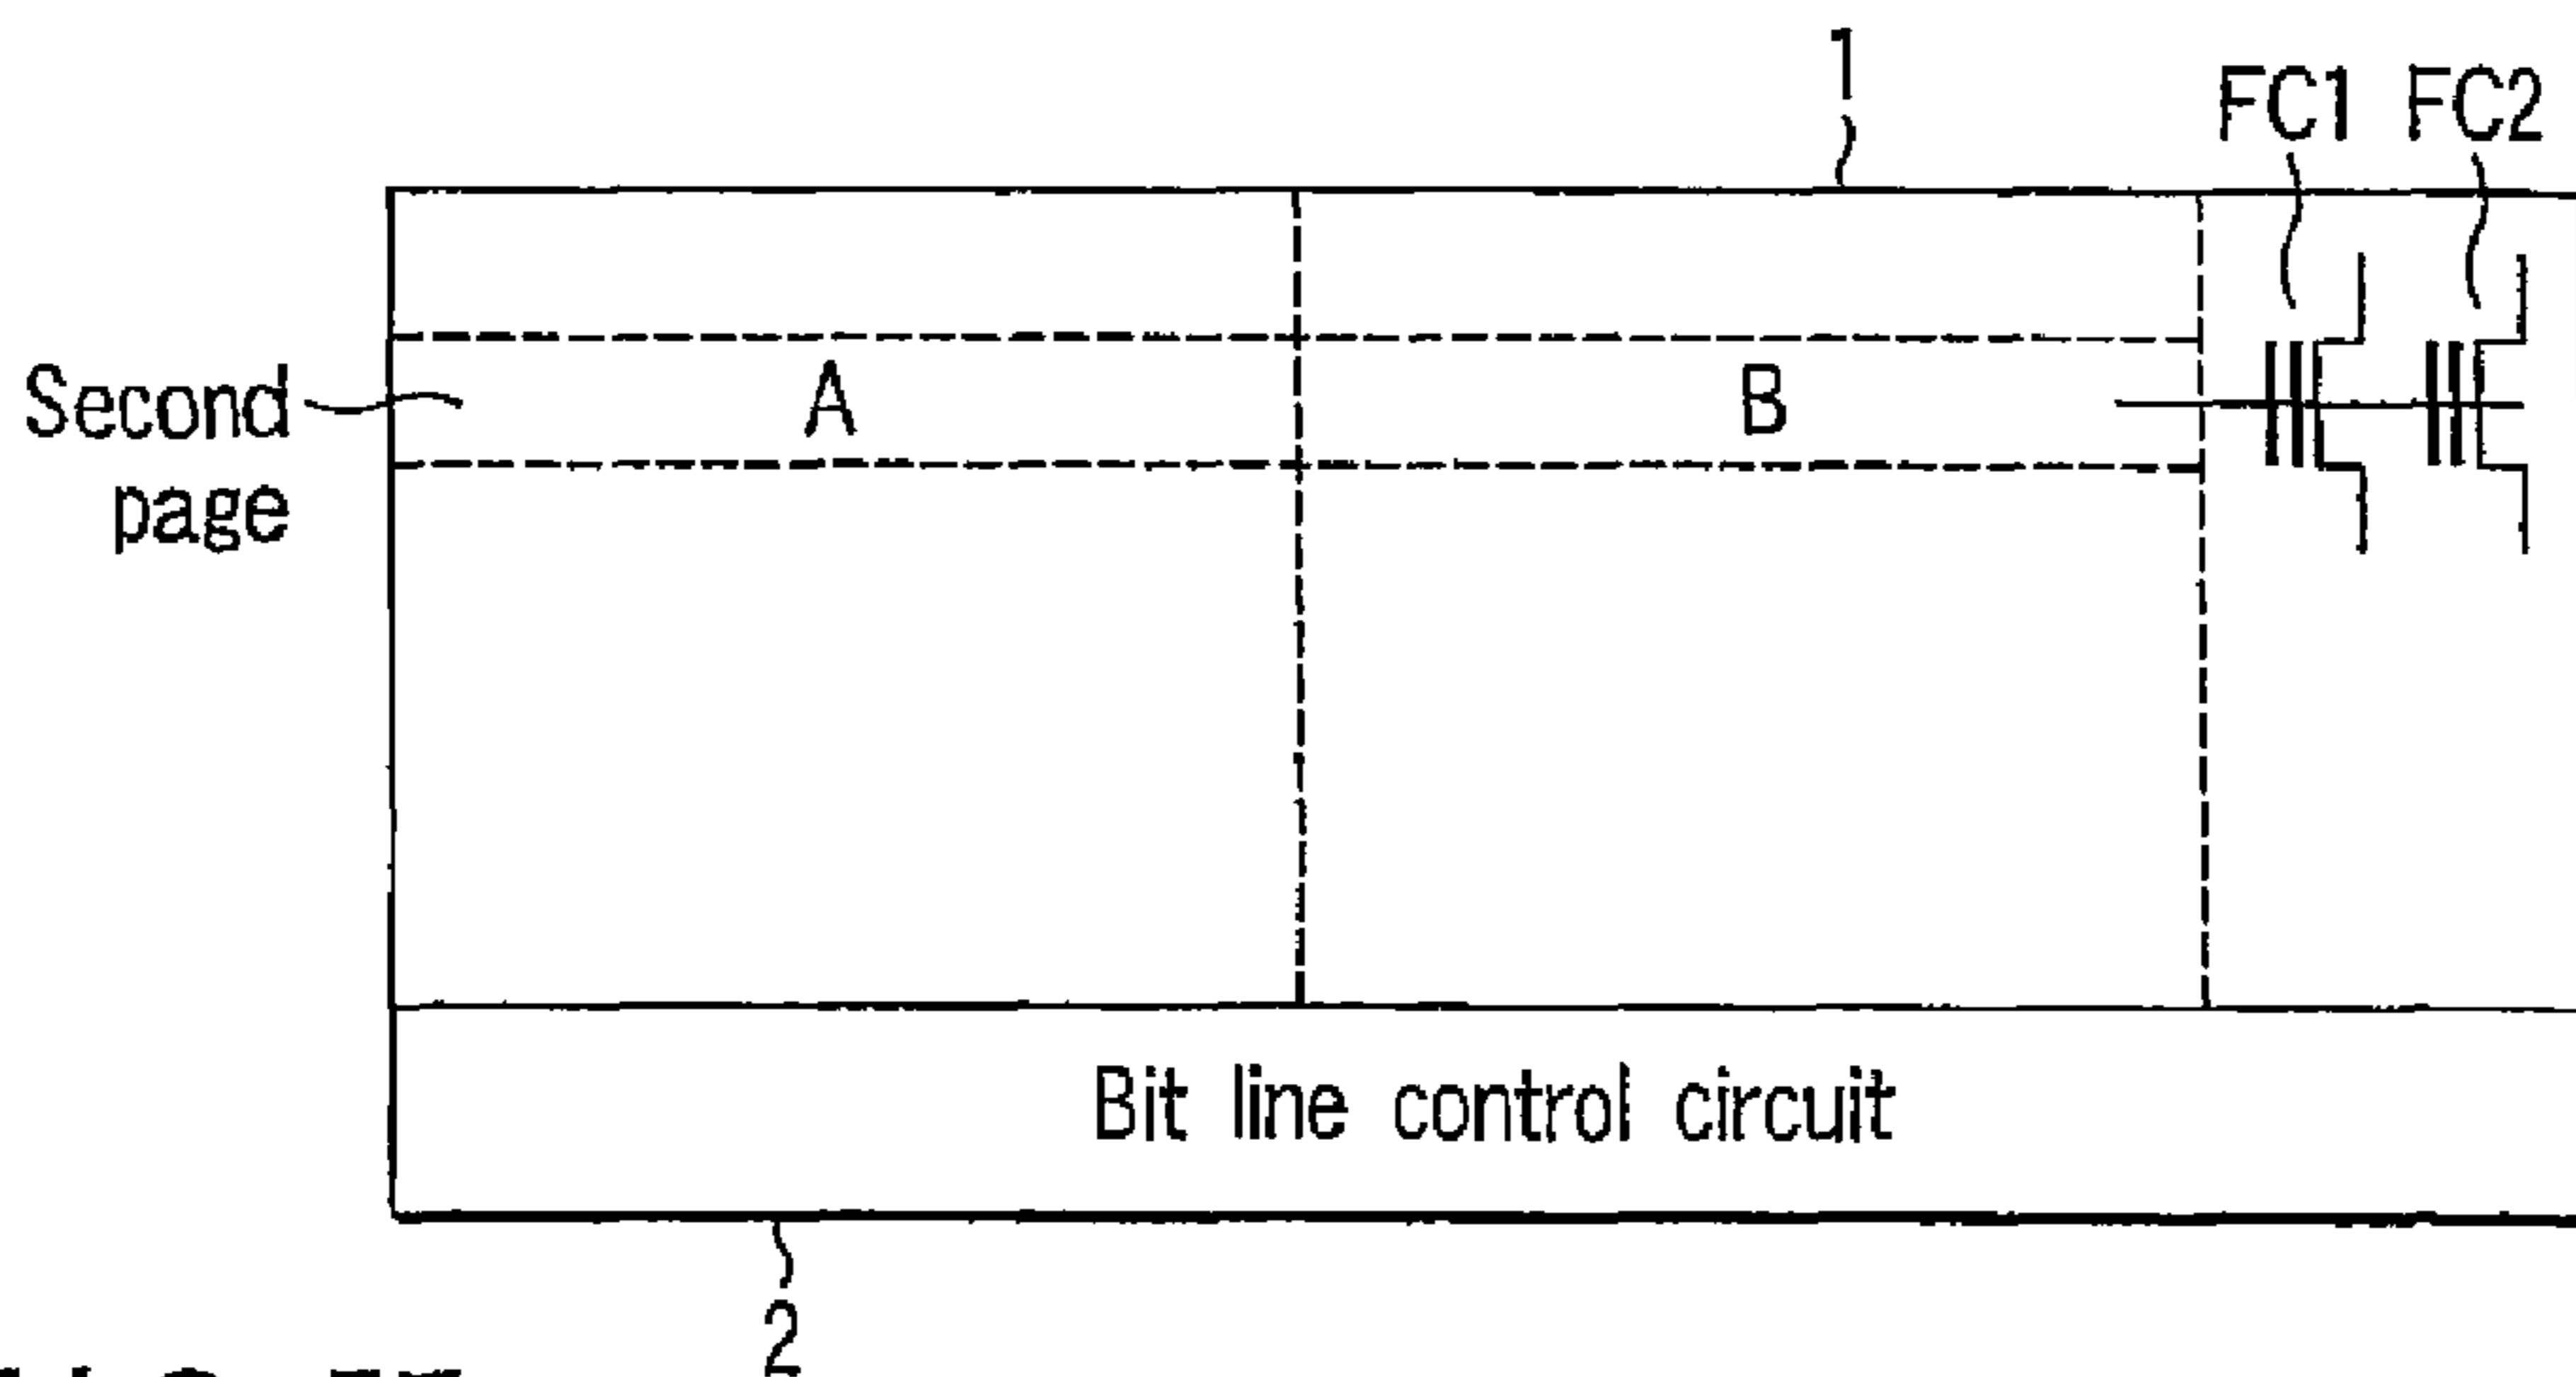 1
FC1 FC2
Second
page
A
B
Bit line control circuit
2